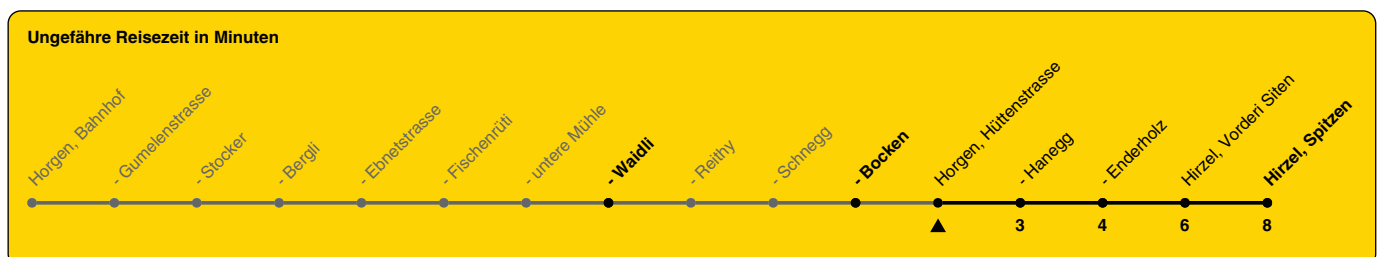 Ungefähre Reisezeit in Minuten
Horgen, Bahnhof
- Gumelenstrasse
- Stocker
- Bergli
- Ebnetstrasse
- Fischenrüti
- untere Mühle
- Waidli
- Reithy
- Schnegg
- Bocken
Horgen, Hüttenstrasse
- Hanegg
- Enderholz
Hirzel, Vorderi Siten
Hirzel, Spitzen
3 4 6 8